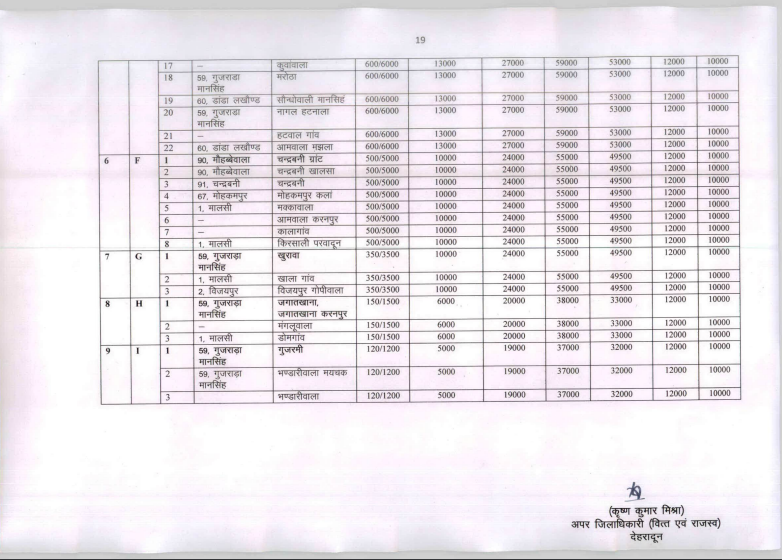 19
17 – कुवांवाला 600/6000 13000 27000 59000 53000 12000 10000
18 59, गुजराडा मरोठा 600/6000 13000 27000 59000 53000 12000 10000
मानसिंह
19 60, डांडा लखौण्ड सौन्धोवाली मानसिंह 600/6000 13000 27000 59000 53000 12000 10000
20 59, गुजराडा नागल हटनाला 600/6000 13000 27000 59000 53000 12000 10000
मानसिंह
21 – हटवाल गांव 600/6000 13000 27000 59000 53000 12000 10000
22 60, डांडा लखौण्ड आमवाला मझला 600/6000 13000 27000 59000 53000 12000 10000
6 F 1 90, मौहब्बेवाला चन्द्रबनी ग्रांट 500/5000 10000 24000 55000 49500 12000 10000
2 90, मौहब्बेवाला चन्द्रबनी खालसा 500/5000 10000 24000 55000 49500 12000 10000
3 91, चन्द्रबनी चन्द्रबनी 500/5000 10000 24000 55000 49500 12000 10000
4 67, मोहकमपुर मोहकमपुर कलां 500/5000 10000 24000 55000 49500 12000 10000
5 1, मालसी मक्कावाला 500/5000 10000 24000 55000 49500 12000 10000
6 – आमवाला करनपुर 500/5000 10000 24000 55000 49500 12000 10000
7 – कालागांव 500/5000 10000 24000 55000 49500 12000 10000
8 1, मालसी किरसाली परवादून 500/5000 10000 24000 55000 49500 12000 10000
7 G 1 59, गुजराड़ा खुरावा 350/3500 10000 24000 55000 49500 12000 10000
मानसिंह
2 1, मालसी खाला गांव 350/3500 10000 24000 55000 49500 12000 10000
3 2, विजयपुर विजयपुर गोपीवाला 350/3500 10000 24000 55000 49500 12000 10000
8 H 1 59, गुजराड़ा जगातखाना, 150/1500 6000 20000 38000 33000 12000 10000
मानसिंह जगातखाना करनपुर
2 – मंगलूवाला 150/1500 6000 20000 38000 33000 12000 10000
3 1, मालसी डोमगांव 150/1500 6000 20000 38000 33000 12000 10000
9 I 1 59, गुजराड़ा गुजरमी 120/1200 5000 19000 37000 32000 12000 10000
मानसिंह
2 59, गुजराड़ा भण्डारीवाला मयचक 120/1200 5000 19000 37000 32000 12000 10000
मानसिंह
3 भण्डारीवाला 120/1200 5000 19000 37000 32000 12000 10000
(कृष्ण कुमार मिश्रा)
अपर जिलाधिकारी (वित्त एवं राजस्व)
देहरादून